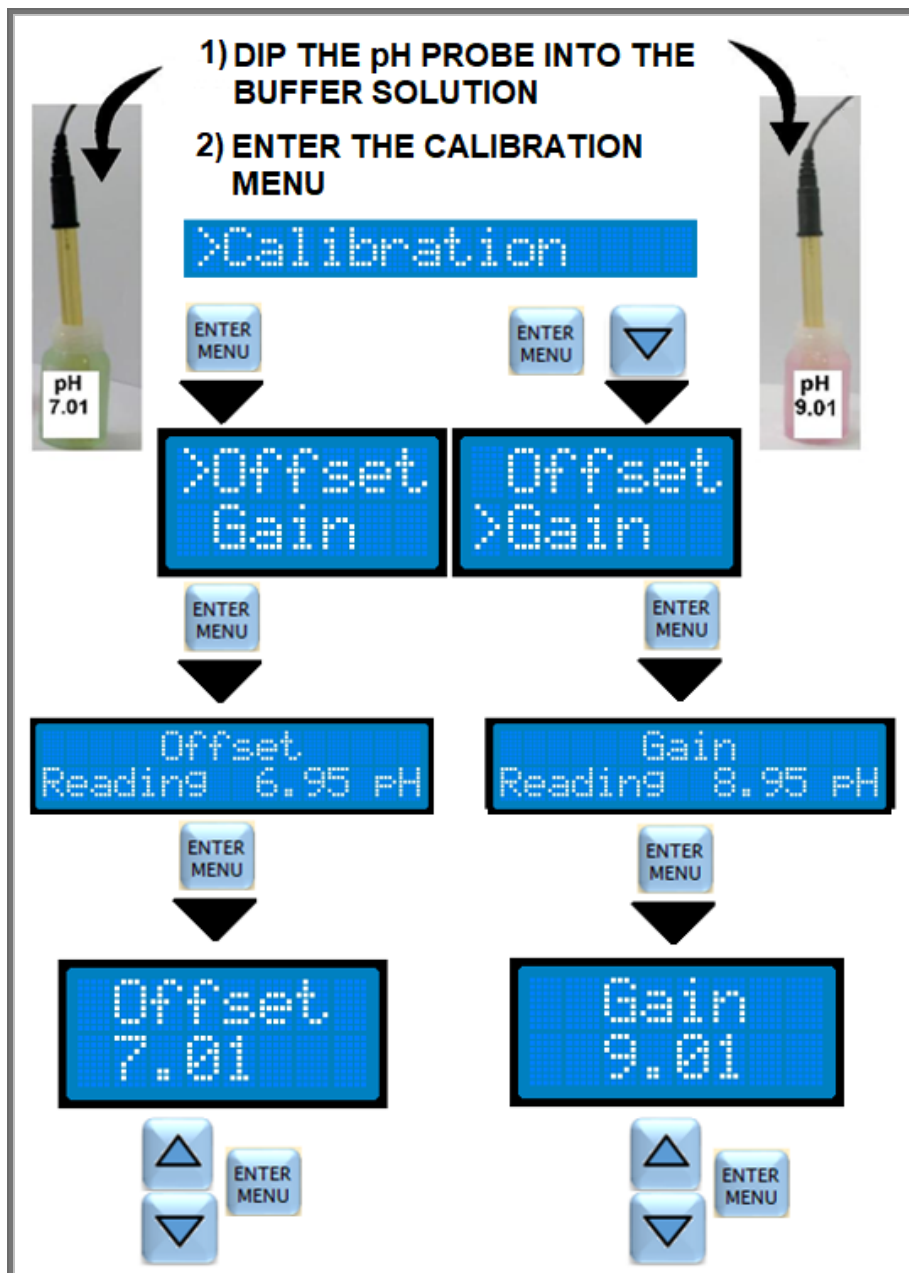 1) DIP THE pH PROBE INTO THE
BUFFER SOLUTION
2) ENTER THE CALIBRATION
MENU
pH
7.01
pH
9.01
>Calibration
ENTER
MENU
ENTER
MENU
>Offset
Gain
Offset
>Gain
ENTER
MENU
ENTER
MENU
Offset
Reading 6.95 pH
Gain
Reading 8.95 pH
ENTER
MENU
ENTER
MENU
Offset
7.01
Gain
9.01
ENTER
MENU
ENTER
MENU